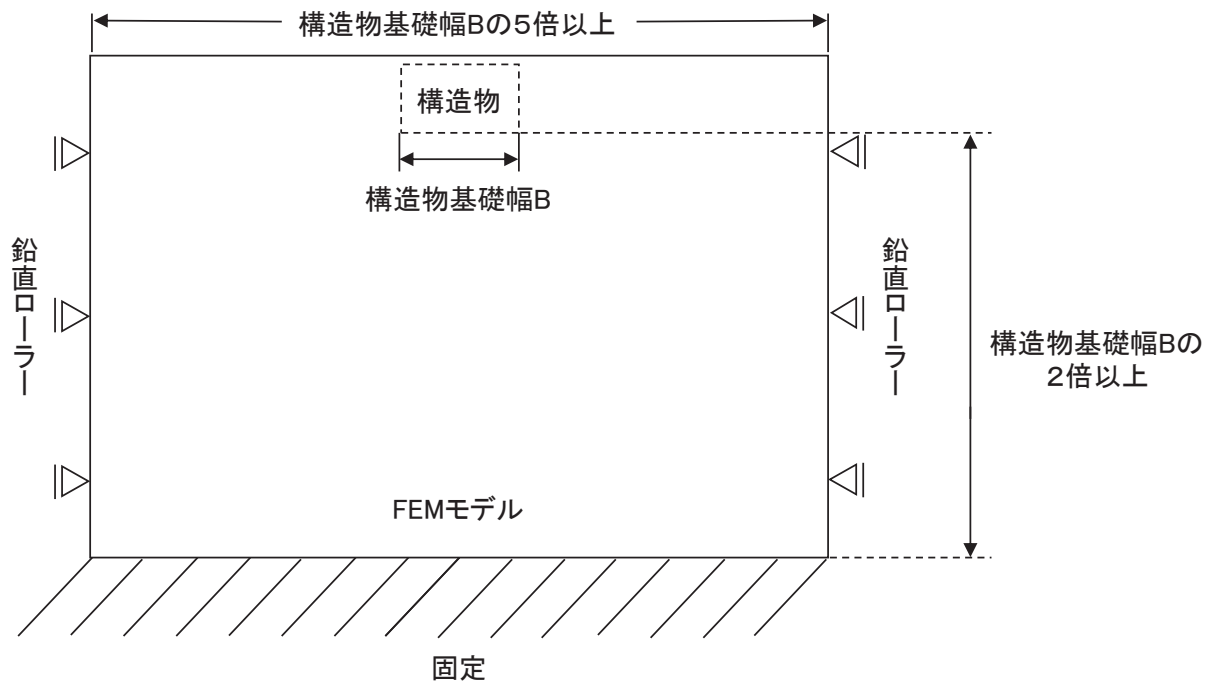 構造物基礎幅Bの5倍以上
構造物
構造物基礎幅B
鉛直ローラー
鉛直ローラー
構造物基礎幅Bの
2倍以上
FEMモデル
固定